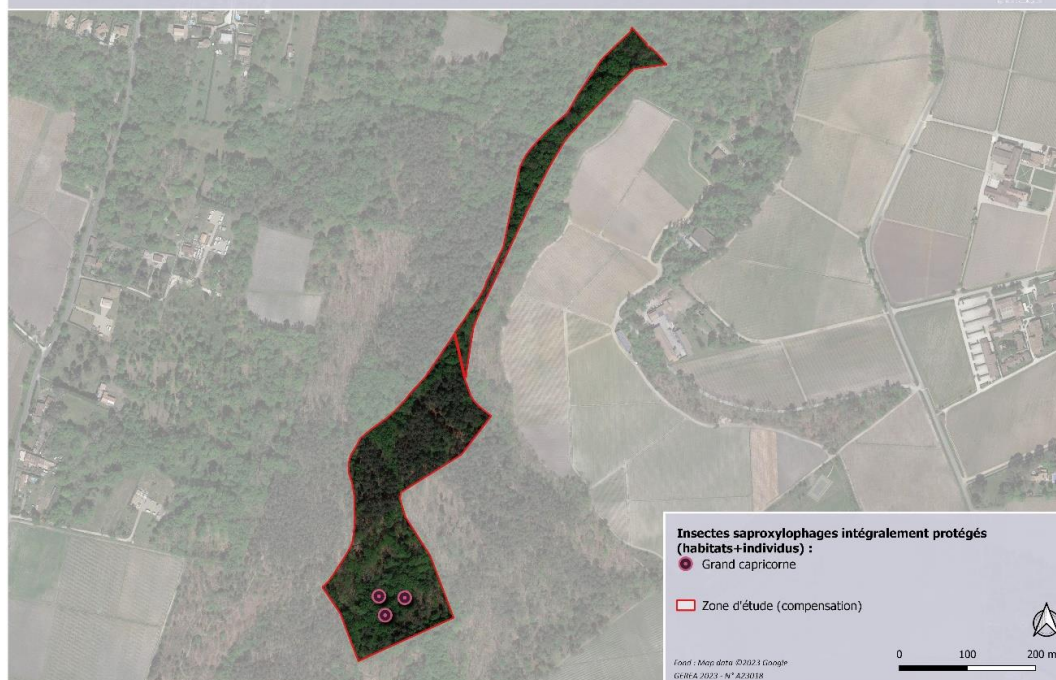 Insectes saproxylophages intégralement protégés
(habitats+individus) :
Grand capricorne
Zone d'étude (compensation)
0 100 200 m
Fond : Map data ©2023 Google
GEREA 2023 - N° A23018